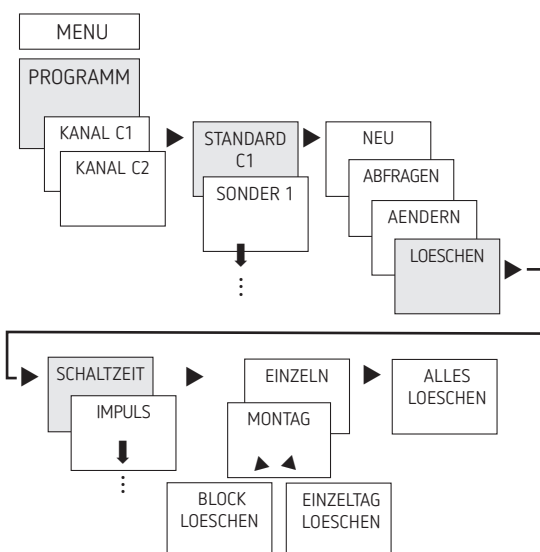 MENU
PROGRAMM
KANAL C1
KANAL C2
STANDARD
C1
SONDER 1
NEU
ABFRAGEN
AENDERN
LOESCHEN
SCHALTZEIT
IMPULS
EINZELN
MONTAG
ALLES
LOESCHEN
BLOCK
LOESCHEN
EINZELTAG
LOESCHEN